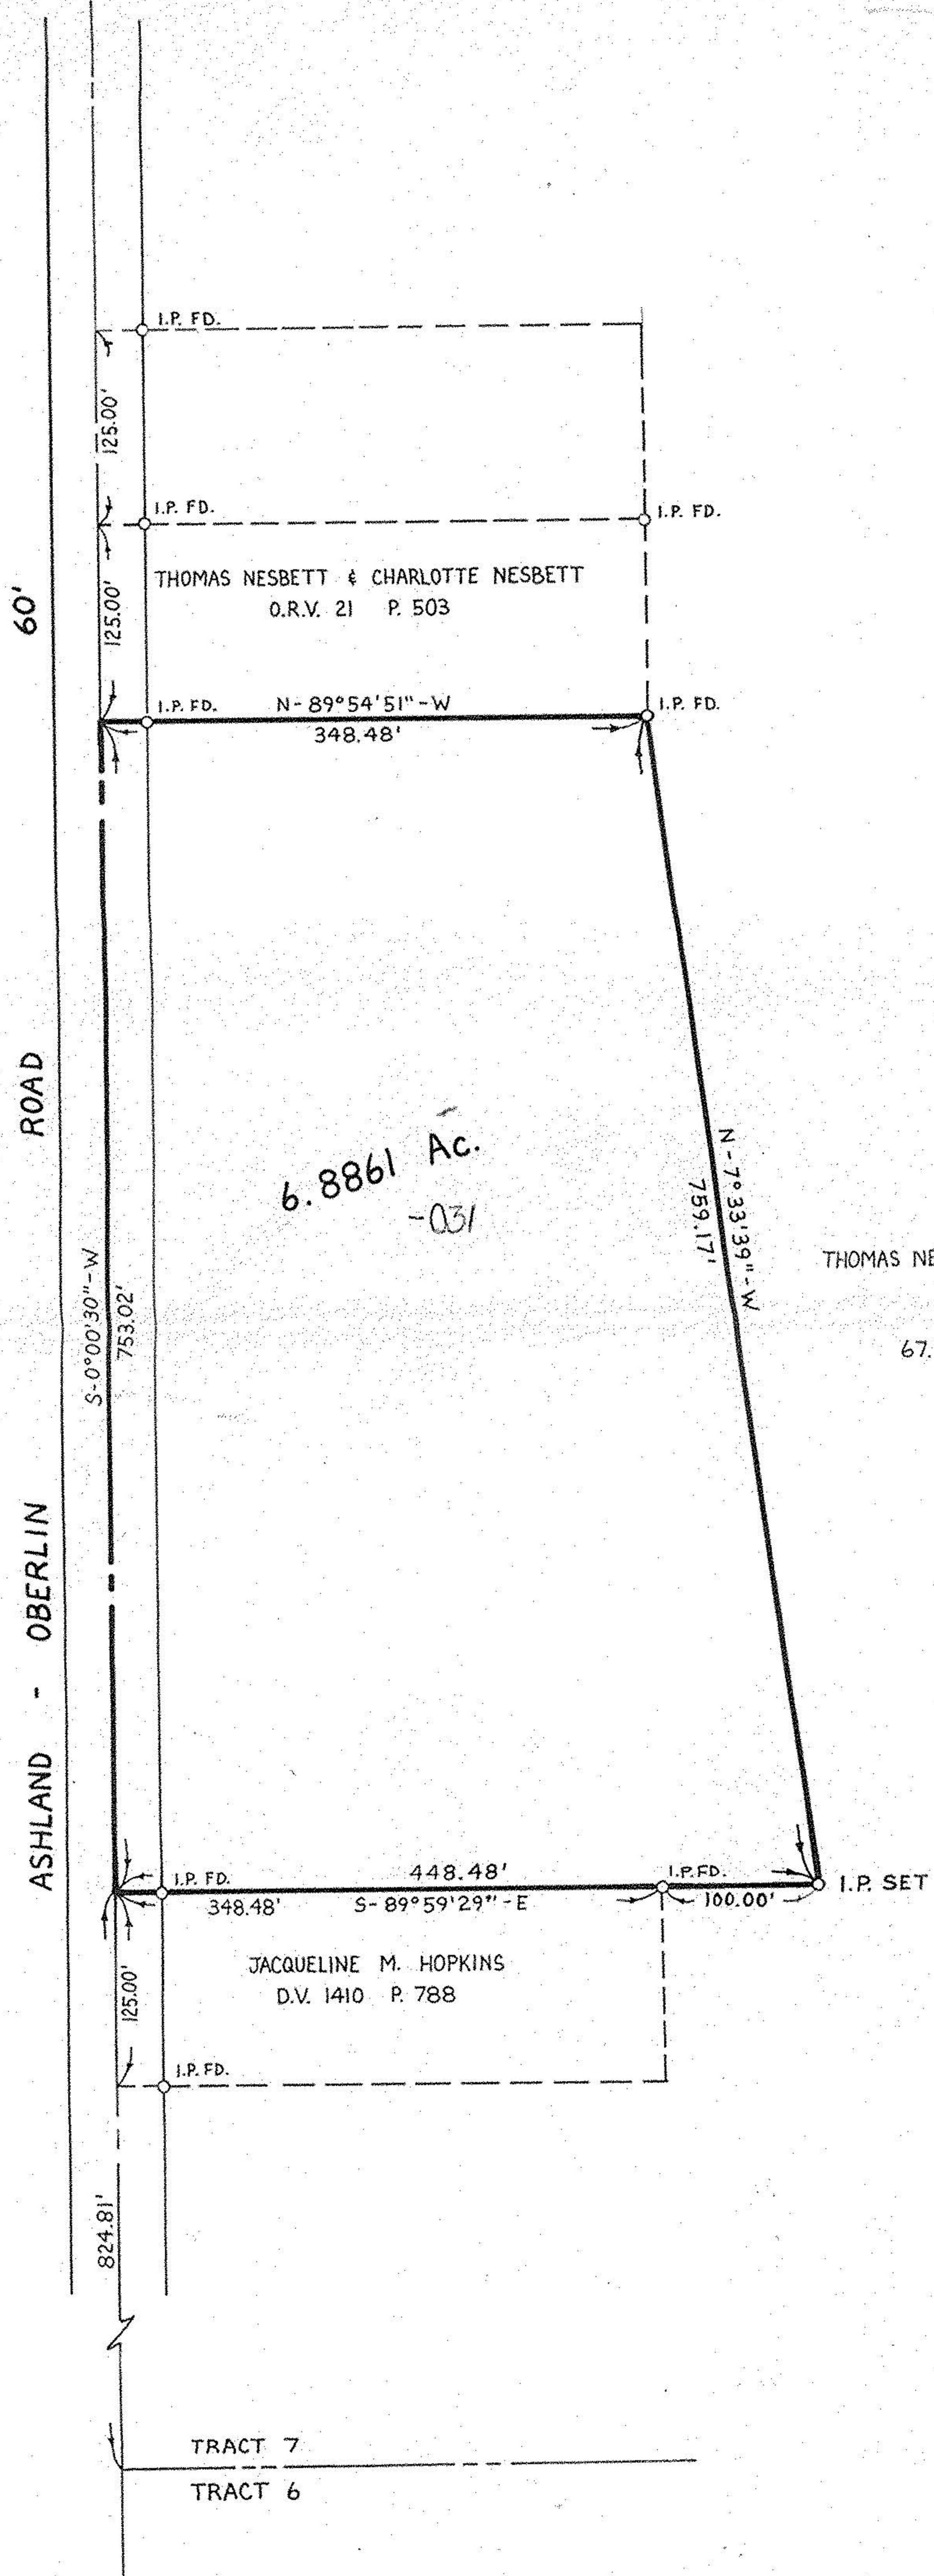 I.P. FD.
125.00'
I.P. FD.
I.P. FD.
THOMAS NESBETT & CHARLOTTE NESBETT
O.R.V. 21 P. 503
125.00'
60'
I.P. FD.
N-89°54'51"-W
I.P. FD.
348.48'
ROAD
6.8861 Ac.
-031
N-7°33'39"-W
759.17'
THOMAS NE
67.
S-0°00'30"-W
753.02'
ASHLAND - OBERLIN
I.P. FD.
448.48'
I.P. FD.
I.P. SET
348.48'
S-89°59'29"-E
100.00'
JACQUELINE M. HOPKINS
D.V. 1410 P. 788
125.00'
I.P. FD.
824.81'
TRACT 7
TRACT 6